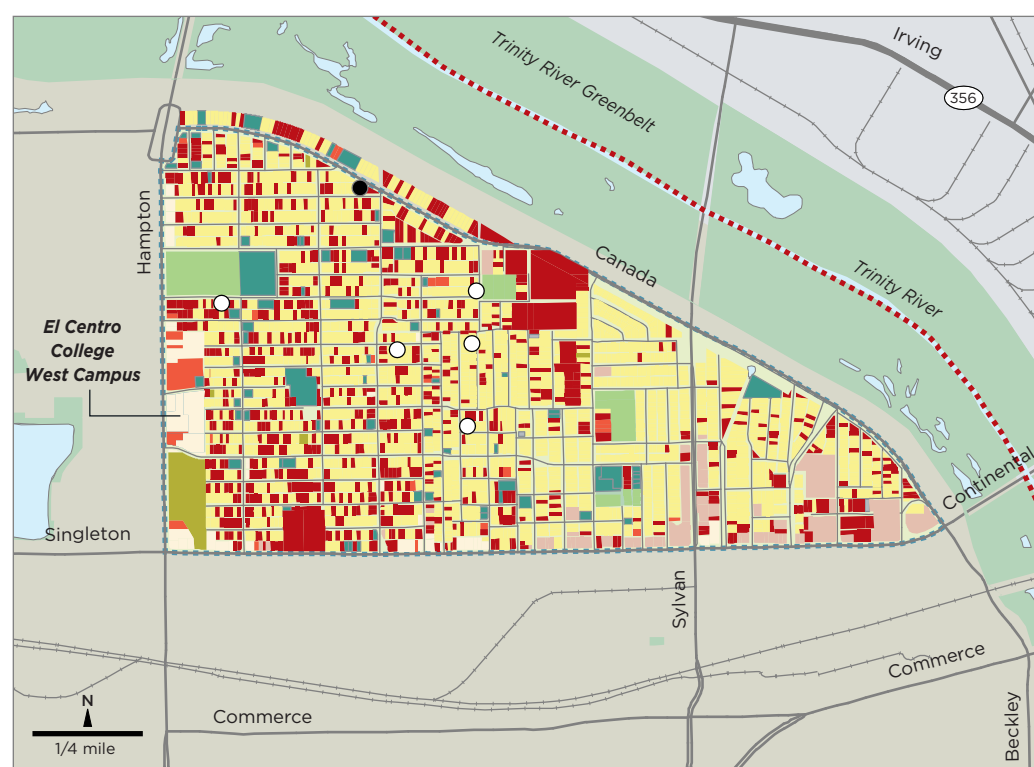 Irving
356
Trinity River Greenbelt
Hampton
Canada
Trinity River
El Centro
College
West Campus
Continental
Singleton
Sylvan
Commerce
Commerce
Beckley
N
1/4 mile